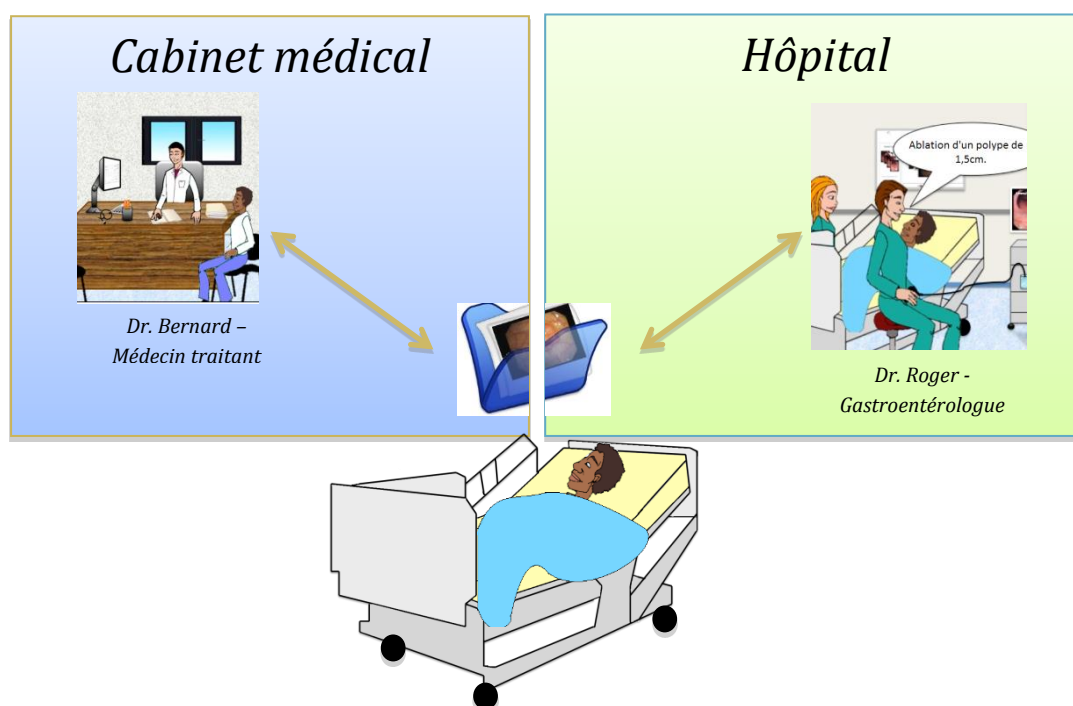 Cabinet médical
Dr. Bernard –
Médecin traitant
Hôpital
Ablation d'un polype de
1,5cm.
Dr. Roger -
Gastroentérologue